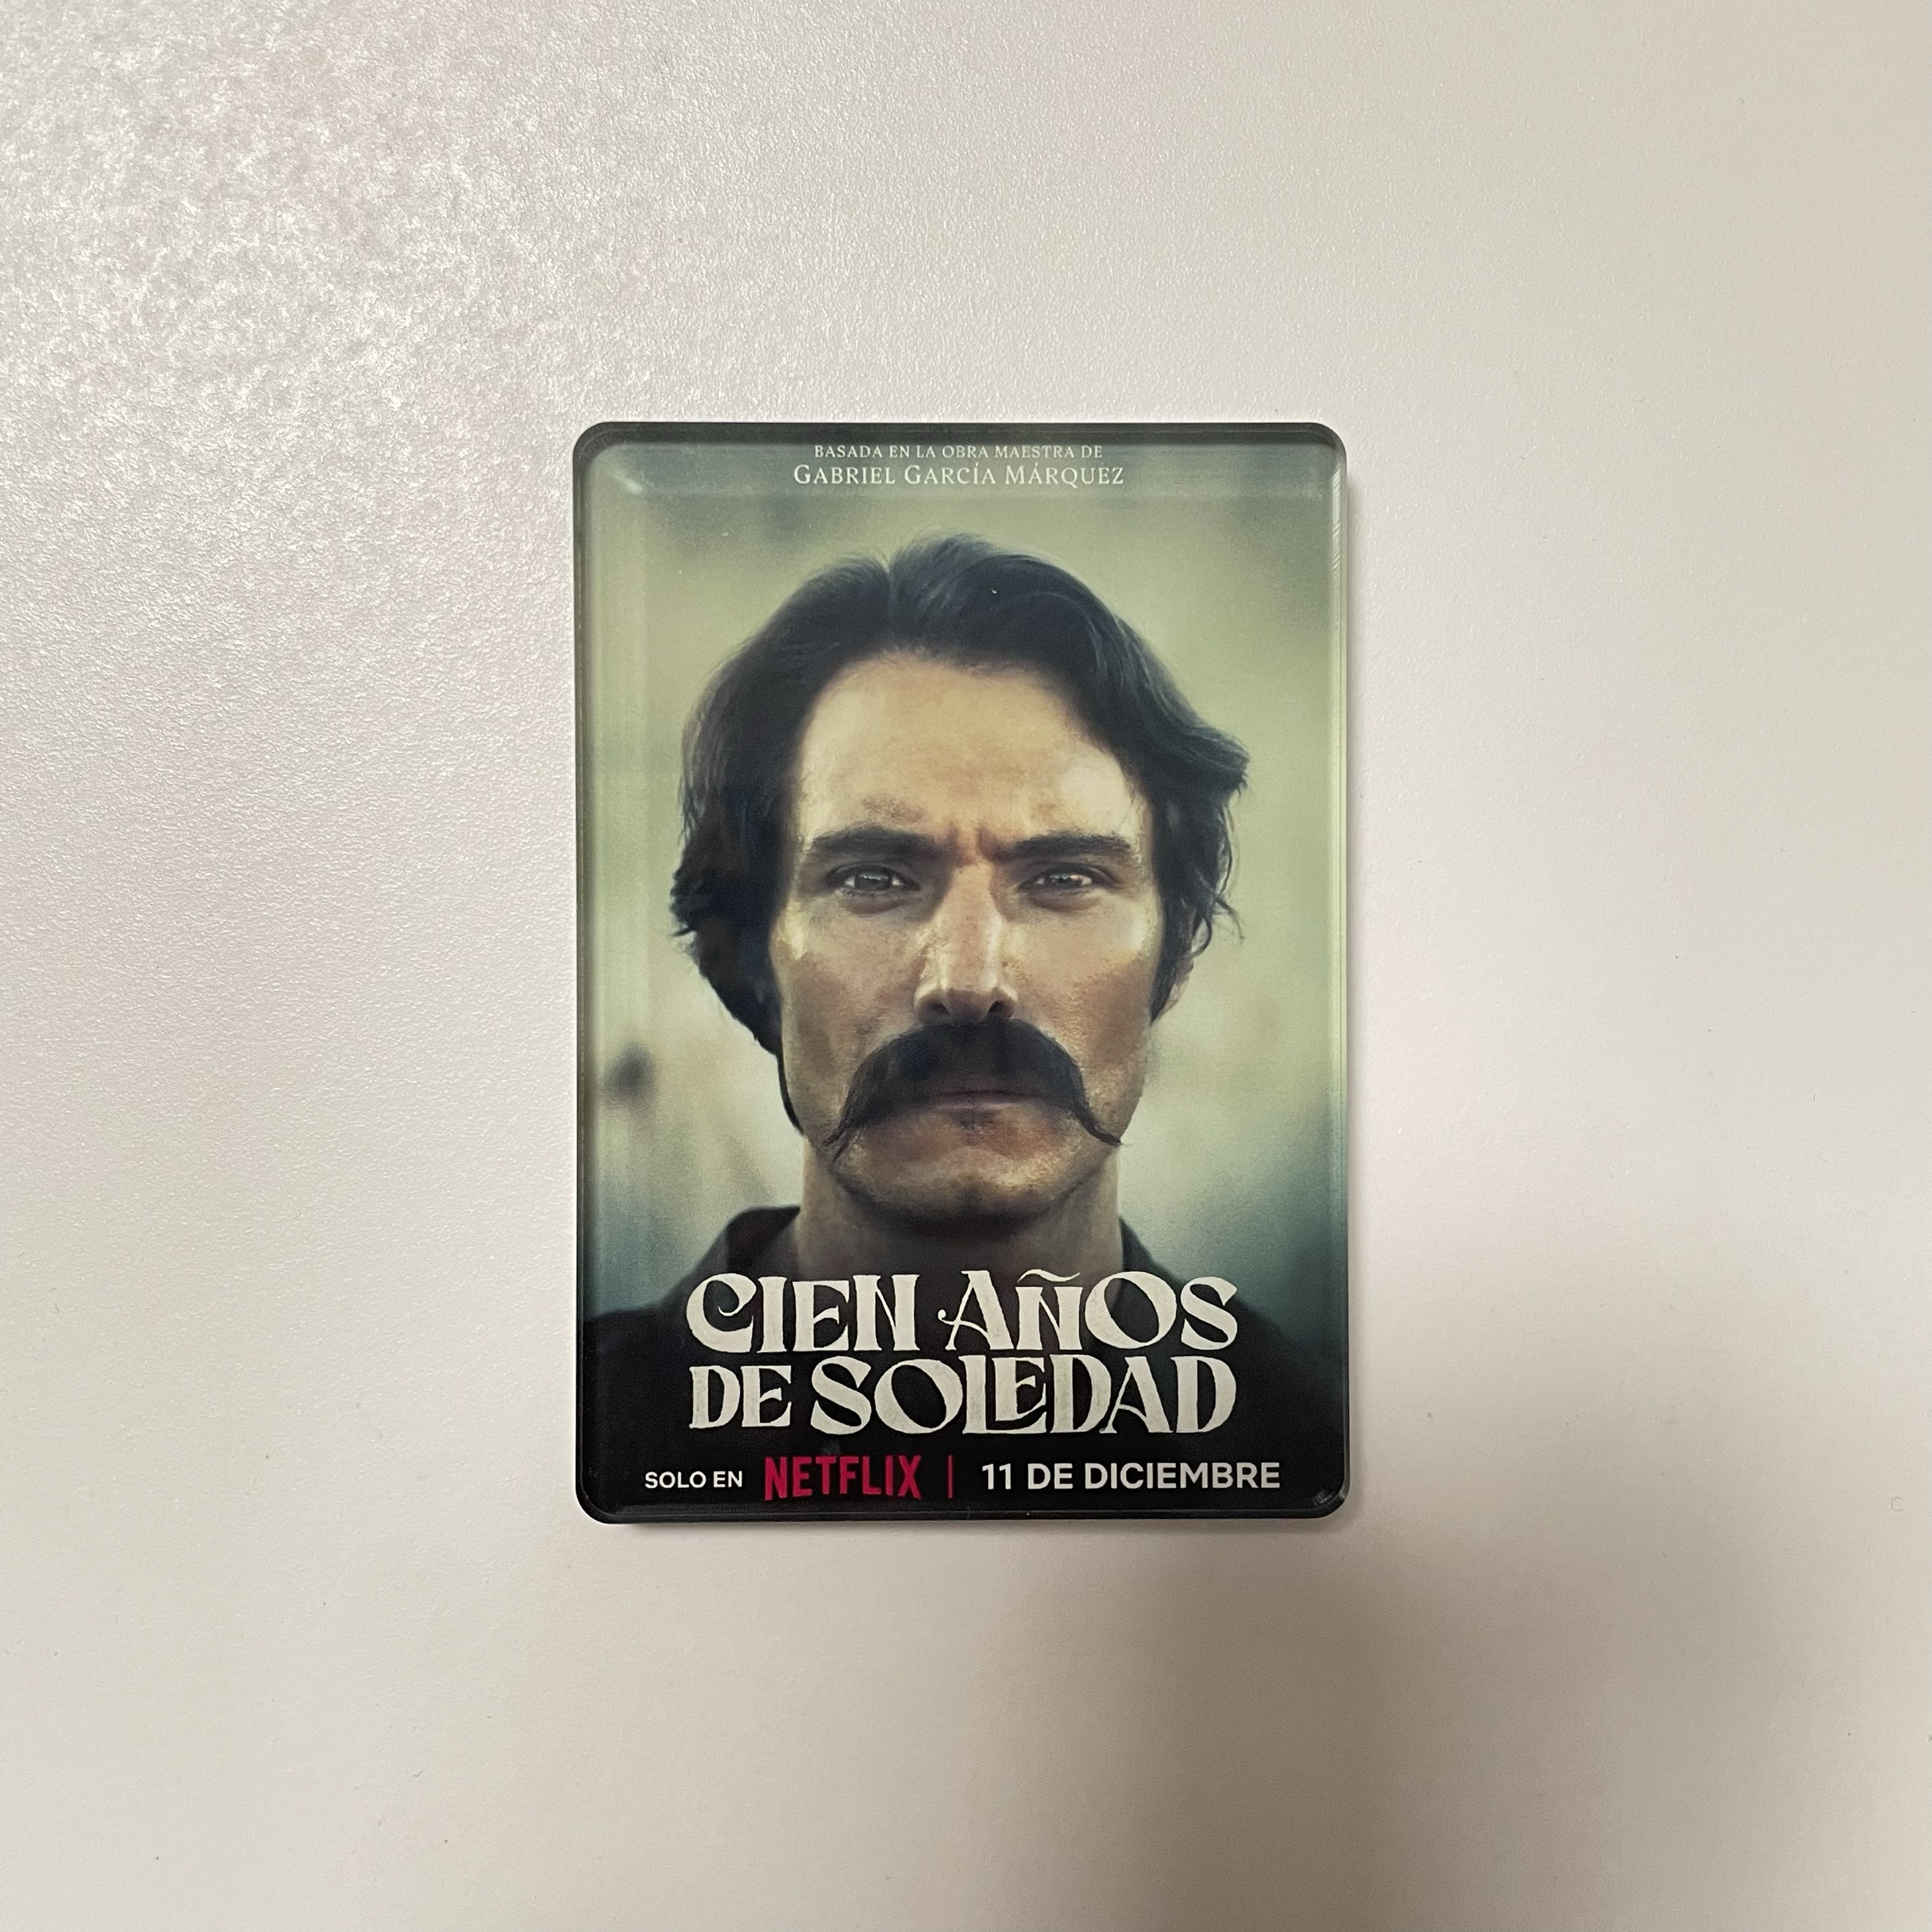 BASADA EN LA OBRA MAESTRA DE
GABRIEL GARCÍA MÁRQUEZ
CIEN AÑOS
DE SOLEDAD
SOLO EN NETFLIX | 11 DE DICIEMBRE